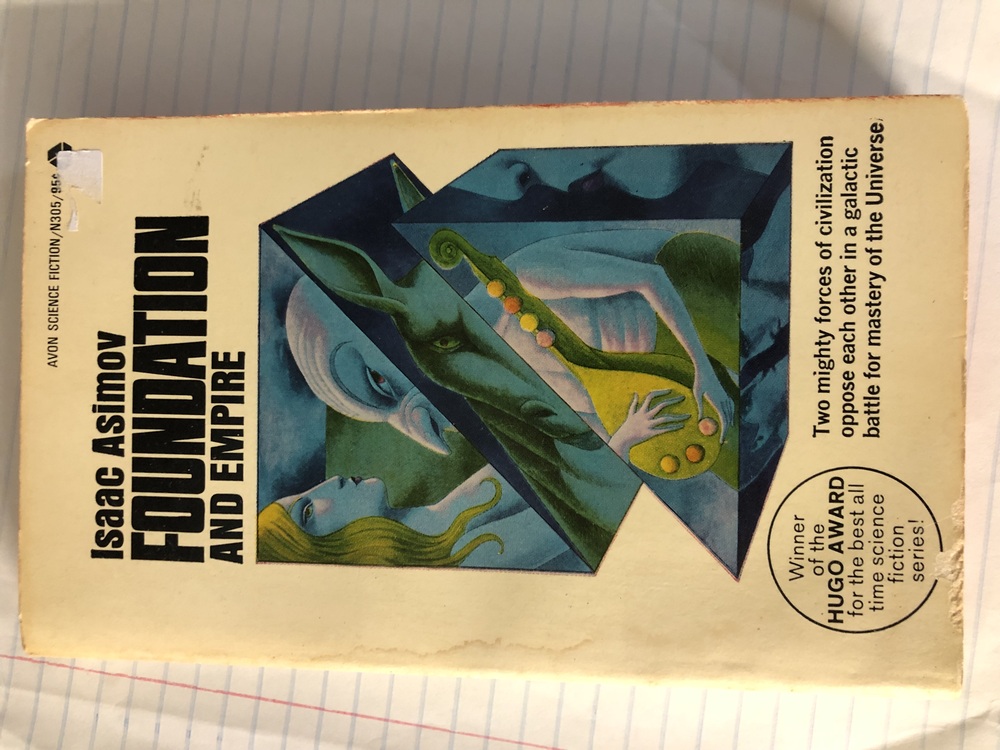 AVON SCIENCE FICTION/N305/95¢
Isaac Asimov
FOUNDATION
AND EMPIRE
Winner
of the
HUGO AWARD
for the best all
time science
fiction
series!
Two mighty forces of civilization
oppose each other in a galactic
battle for mastery of the Universe.